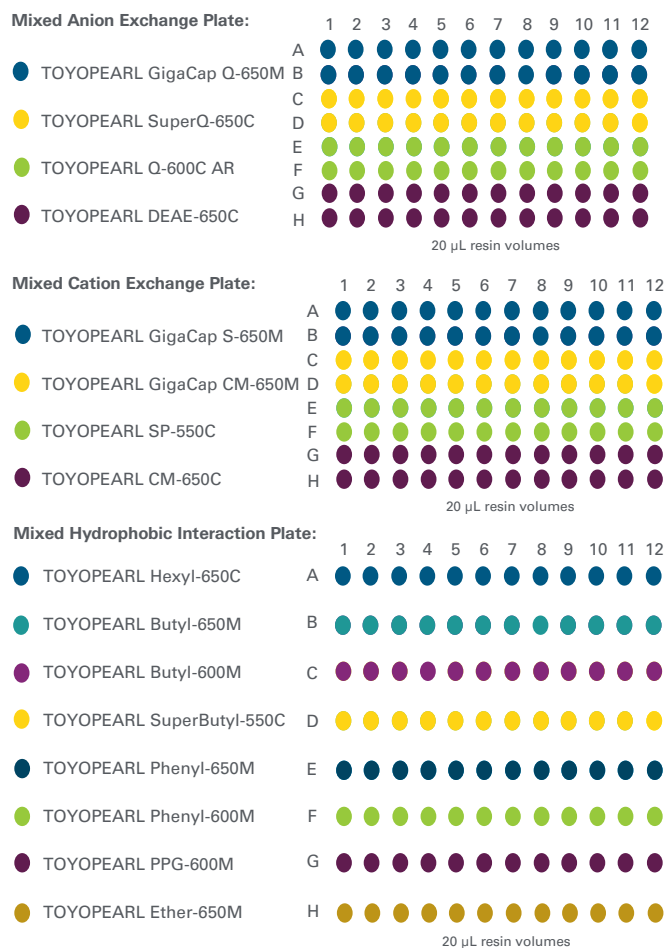 Mixed Anion Exchange Plate:
1 2 3 4 5 6 7 8 9 10 11 12
A
TOYOPEARL GigaCap Q-650M B
C
TOYOPEARL SuperQ-650C D
E
TOYOPEARL Q-600C AR F
G
TOYOPEARL DEAE-650C H
20 µL resin volumes
Mixed Cation Exchange Plate:
1 2 3 4 5 6 7 8 9 10 11 12
A
TOYOPEARL GigaCap S-650M B
C
TOYOPEARL GigaCap CM-650M D
E
TOYOPEARL SP-550C F
G
TOYOPEARL CM-650C H
20 µL resin volumes
Mixed Hydrophobic Interaction Plate:
1 2 3 4 5 6 7 8 9 10 11 12
TOYOPEARL Hexyl-650C A
TOYOPEARL Butyl-650M B
TOYOPEARL Butyl-600M C
TOYOPEARL SuperButyl-550C D
TOYOPEARL Phenyl-650M E
TOYOPEARL Phenyl-600M F
TOYOPEARL PPG-600M G
TOYOPEARL Ether-650M H
20 µL resin volumes